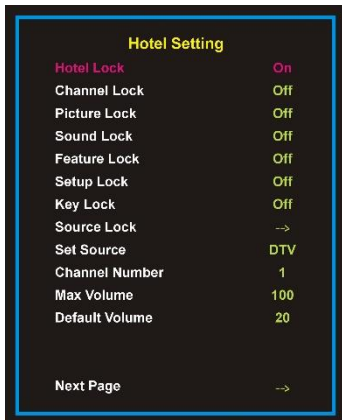 Hotel Setting
Hotel Lock On
Channel Lock Off
Picture Lock Off
Sound Lock Off
Feature Lock Off
Setup Lock Off
Key Lock Off
Source Lock -->
Set Source DTV
Channel Number 1
Max Volume 100
Default Volume 20
Next Page -->